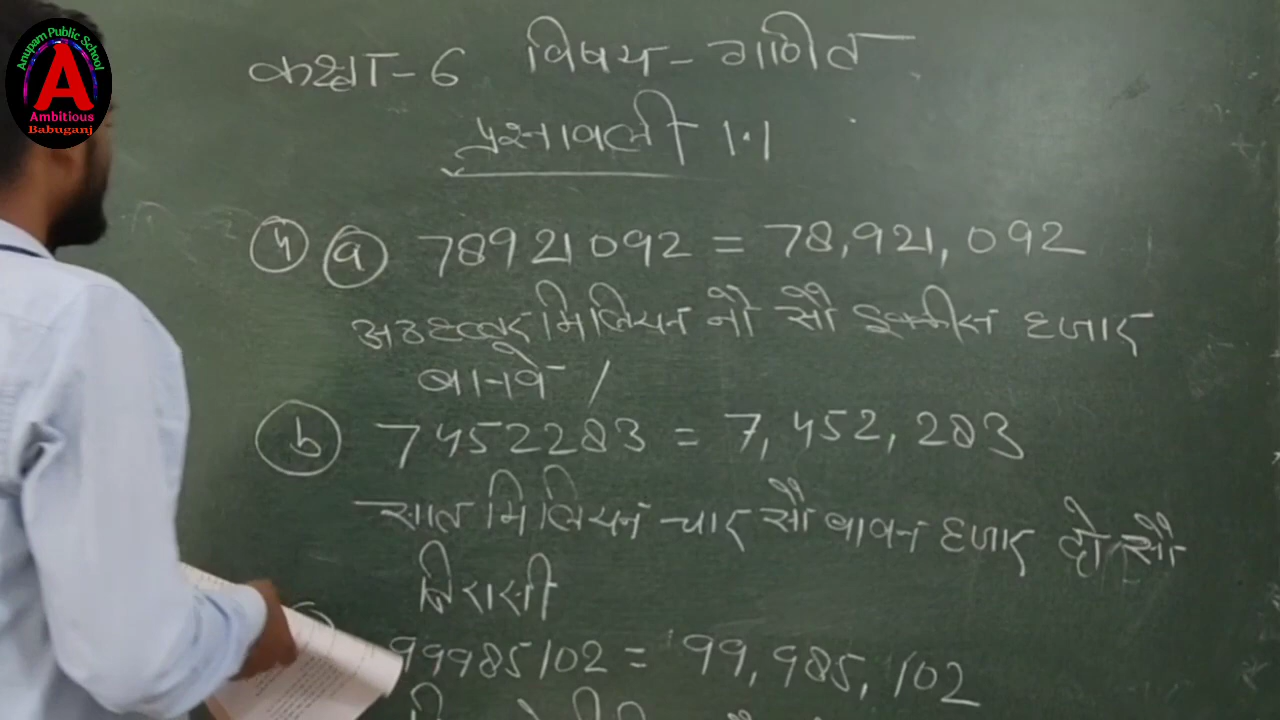 Anupam Public School
A
Ambitious
Babuganj
कक्षा - 6 विषय - गणित
प्रश्नावली 1.1
4 a 78921092 = 78,921,092
अठहत्तर मिलियन नौ सौ इक्कीस हजार
बानवे /
b 7452283 = 7,452,283
सात मिलियन चार सौ बावन हजार दो सौ
तिरासी
99985102 = 99,985,102